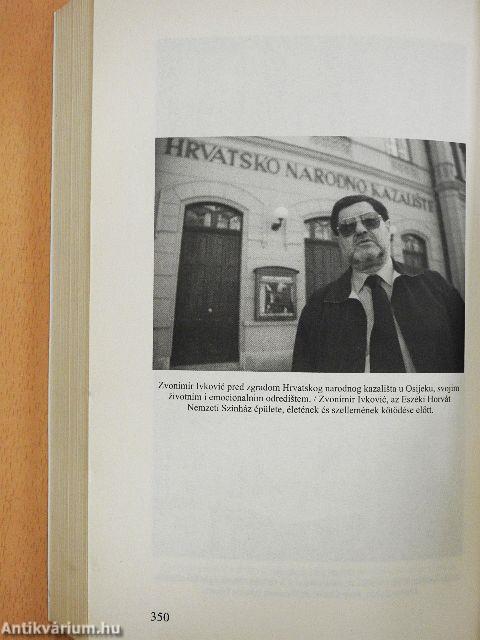 HRVATSKO NARODNO KAZALIŠTE
Zvonimir Ivković pred zgradom Hrvatskog narodnog kazališta u Osijeku, svojim
životnim i emocionalnim odredištem. / Zvonimir Ivković, az Eszéki Horvát
Nemzeti Színház épülete, életének és szellemének kötődése előtt.
350
Antikvárium.hu